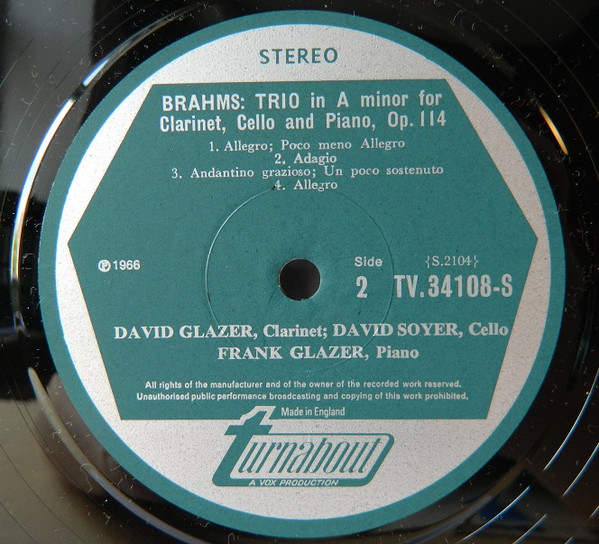 STEREO
BRAHMS: TRIO in A minor for
Clarinet, Cello and Piano, Op. 114
1. Allegro; Poco meno Allegro
2. Adagio
3. Andantino grazioso; Un poco sostenuto
4. Allegro
℗ 1966
Side {S.2104}
2 TV. 34108-S
DAVID GLAZER, Clarinet; DAVID SOYER, Cello
FRANK GLAZER, Piano
All rights of the manufacturer and of the owner of the recorded work reserved.
Unauthorised public performance broadcasting and copying of this work prohibited.
Made in England
turnabout
A VOX PRODUCTION